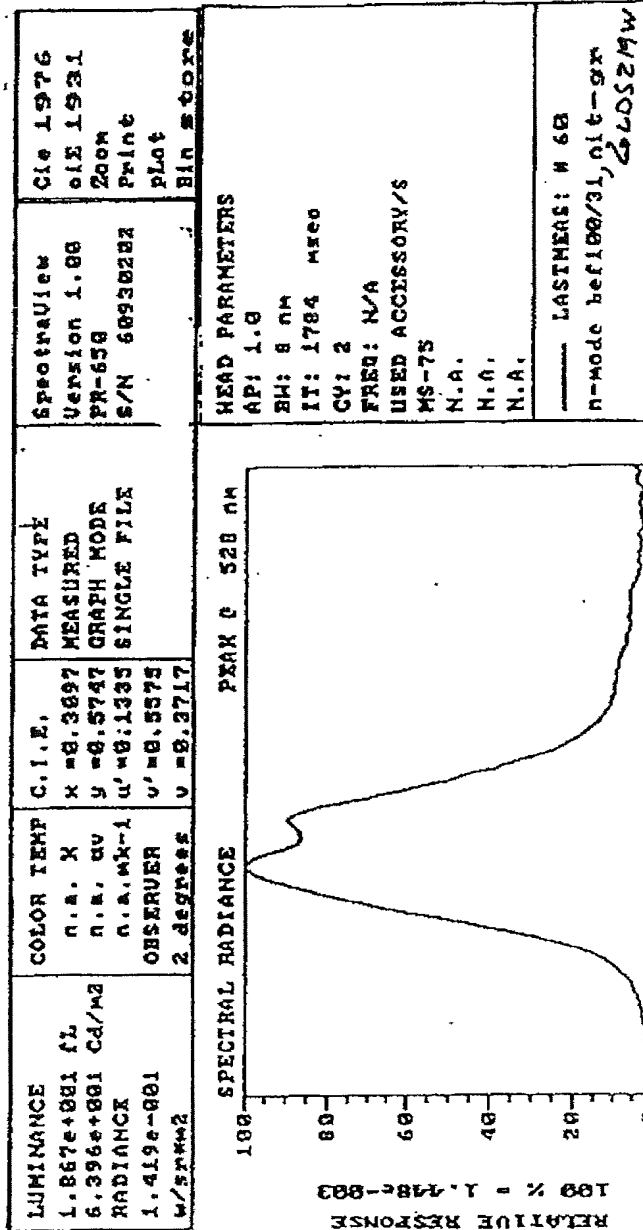 LUMINANCE
1.867e+001 fL
6.396e+001 Cd/m2
RADIANCE
1.419e-001
w/sr*m2
COLOR TEMP
n.a. K
n.a. uv
n.a. mk-1
OBSERVER
2 degrees
C.I.E.
x =0.3097
y =0.5747
u'=0.1335
v'=0.5575
v =0.3717
DATA TYPE
MEASURED
GRAPH MODE
SINGLE FILE
SpectraView
Version 1.00
PR-650
S/N 60930202
Cie 1976
ciE 1931
Zoom
Print
pLot
Bin store
SPECTRAL RADIANCE PEAK @ 528 nm
RELATIVE RESPONSE
100 % = 1.448e-003
100
80
60
40
20
HEAD PARAMETERS
AP: 1.0
BW: 8 nm
IT: 1784 msec
CY: 2
FREQ: N/A
USED ACCESSORY/S
MS-75
N.A.
N.A.
N.A.
LASTMEAS: # 60
n-mode bef100/31, nit-gr